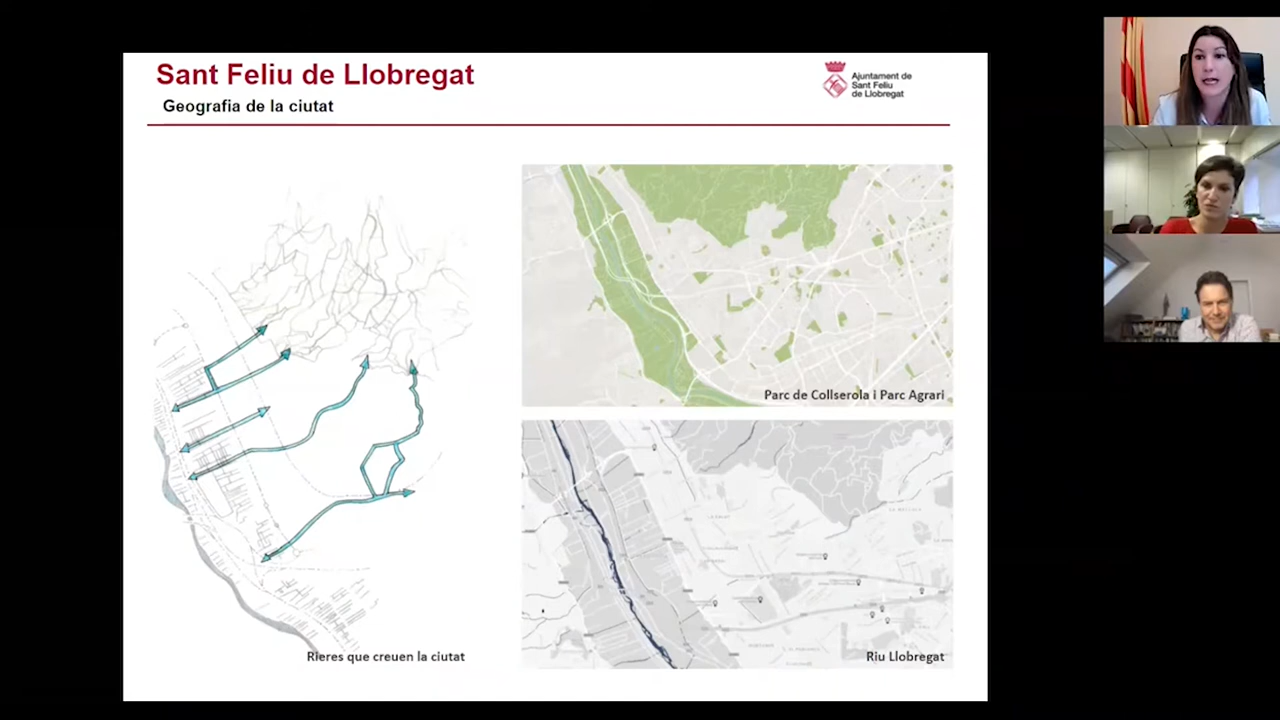 Sant Feliu de Llobregat
Geografia de la ciutat
Ajuntament de
Sant Feliu
de Llobregat
Parc de Collserola i Parc Agrari
Rieres que creuen la ciutat
Riu Llobregat